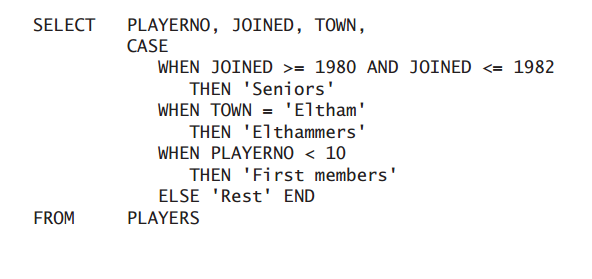 SELECT PLAYERNO, JOINED, TOWN,
CASE
WHEN JOINED >= 1980 AND JOINED <= 1982
THEN 'Seniors'
WHEN TOWN = 'Eltham'
THEN 'Elthammers'
WHEN PLAYERNO < 10
THEN 'First members'
ELSE 'Rest' END
FROM PLAYERS